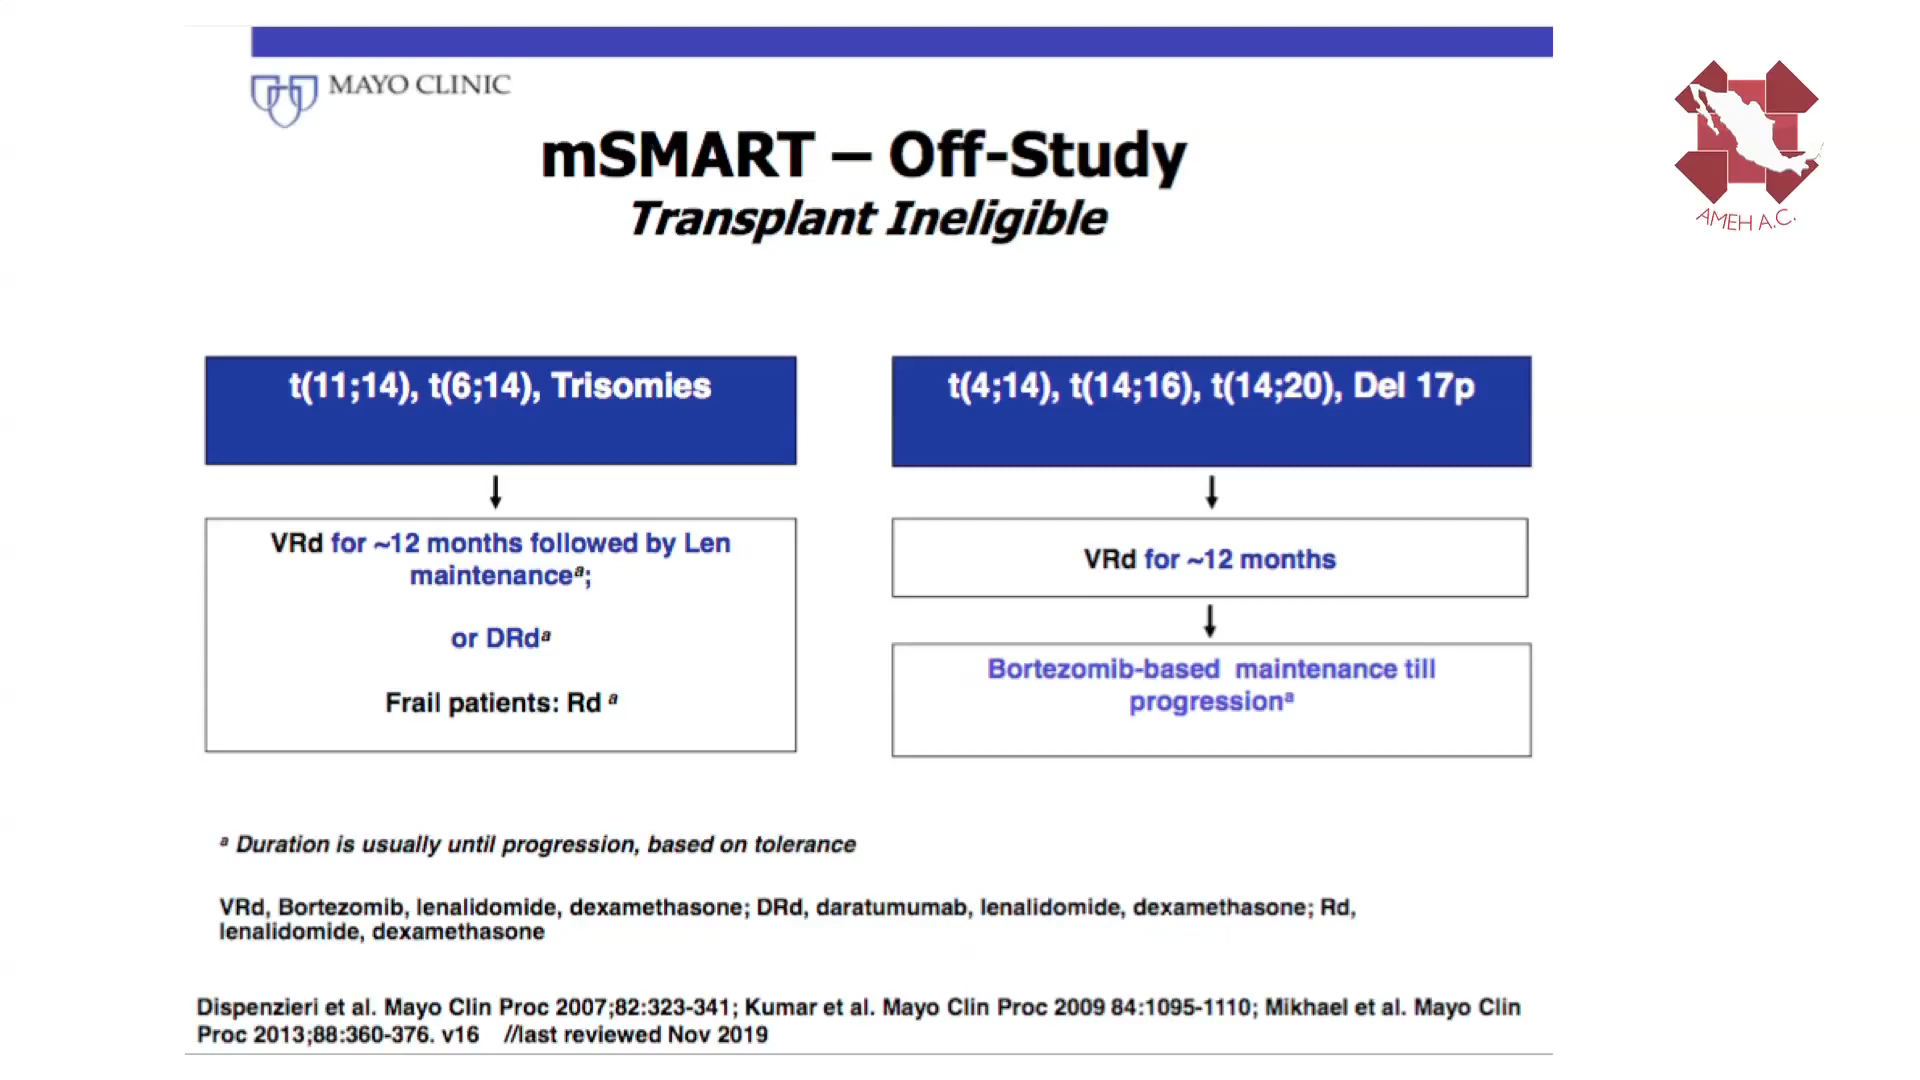 MAYO CLINIC
mSMART – Off-Study
Transplant Ineligible
AMEH A.C.
t(11;14), t(6;14), Trisomies
VRd for ~12 months followed by Len
maintenanceª;
or DRdª
Frail patients: Rd ª
t(4;14), t(14;16), t(14;20), Del 17p
VRd for ~12 months
Bortezomib-based maintenance till
progressionª
ª Duration is usually until progression, based on tolerance
VRd, Bortezomib, lenalidomide, dexamethasone; DRd, daratumumab, lenalidomide, dexamethasone; Rd,
lenalidomide, dexamethasone
Dispenzieri et al. Mayo Clin Proc 2007;82:323-341; Kumar et al. Mayo Clin Proc 2009 84:1095-1110; Mikhael et al. Mayo Clin
Proc 2013;88:360-376. v16 //last reviewed Nov 2019